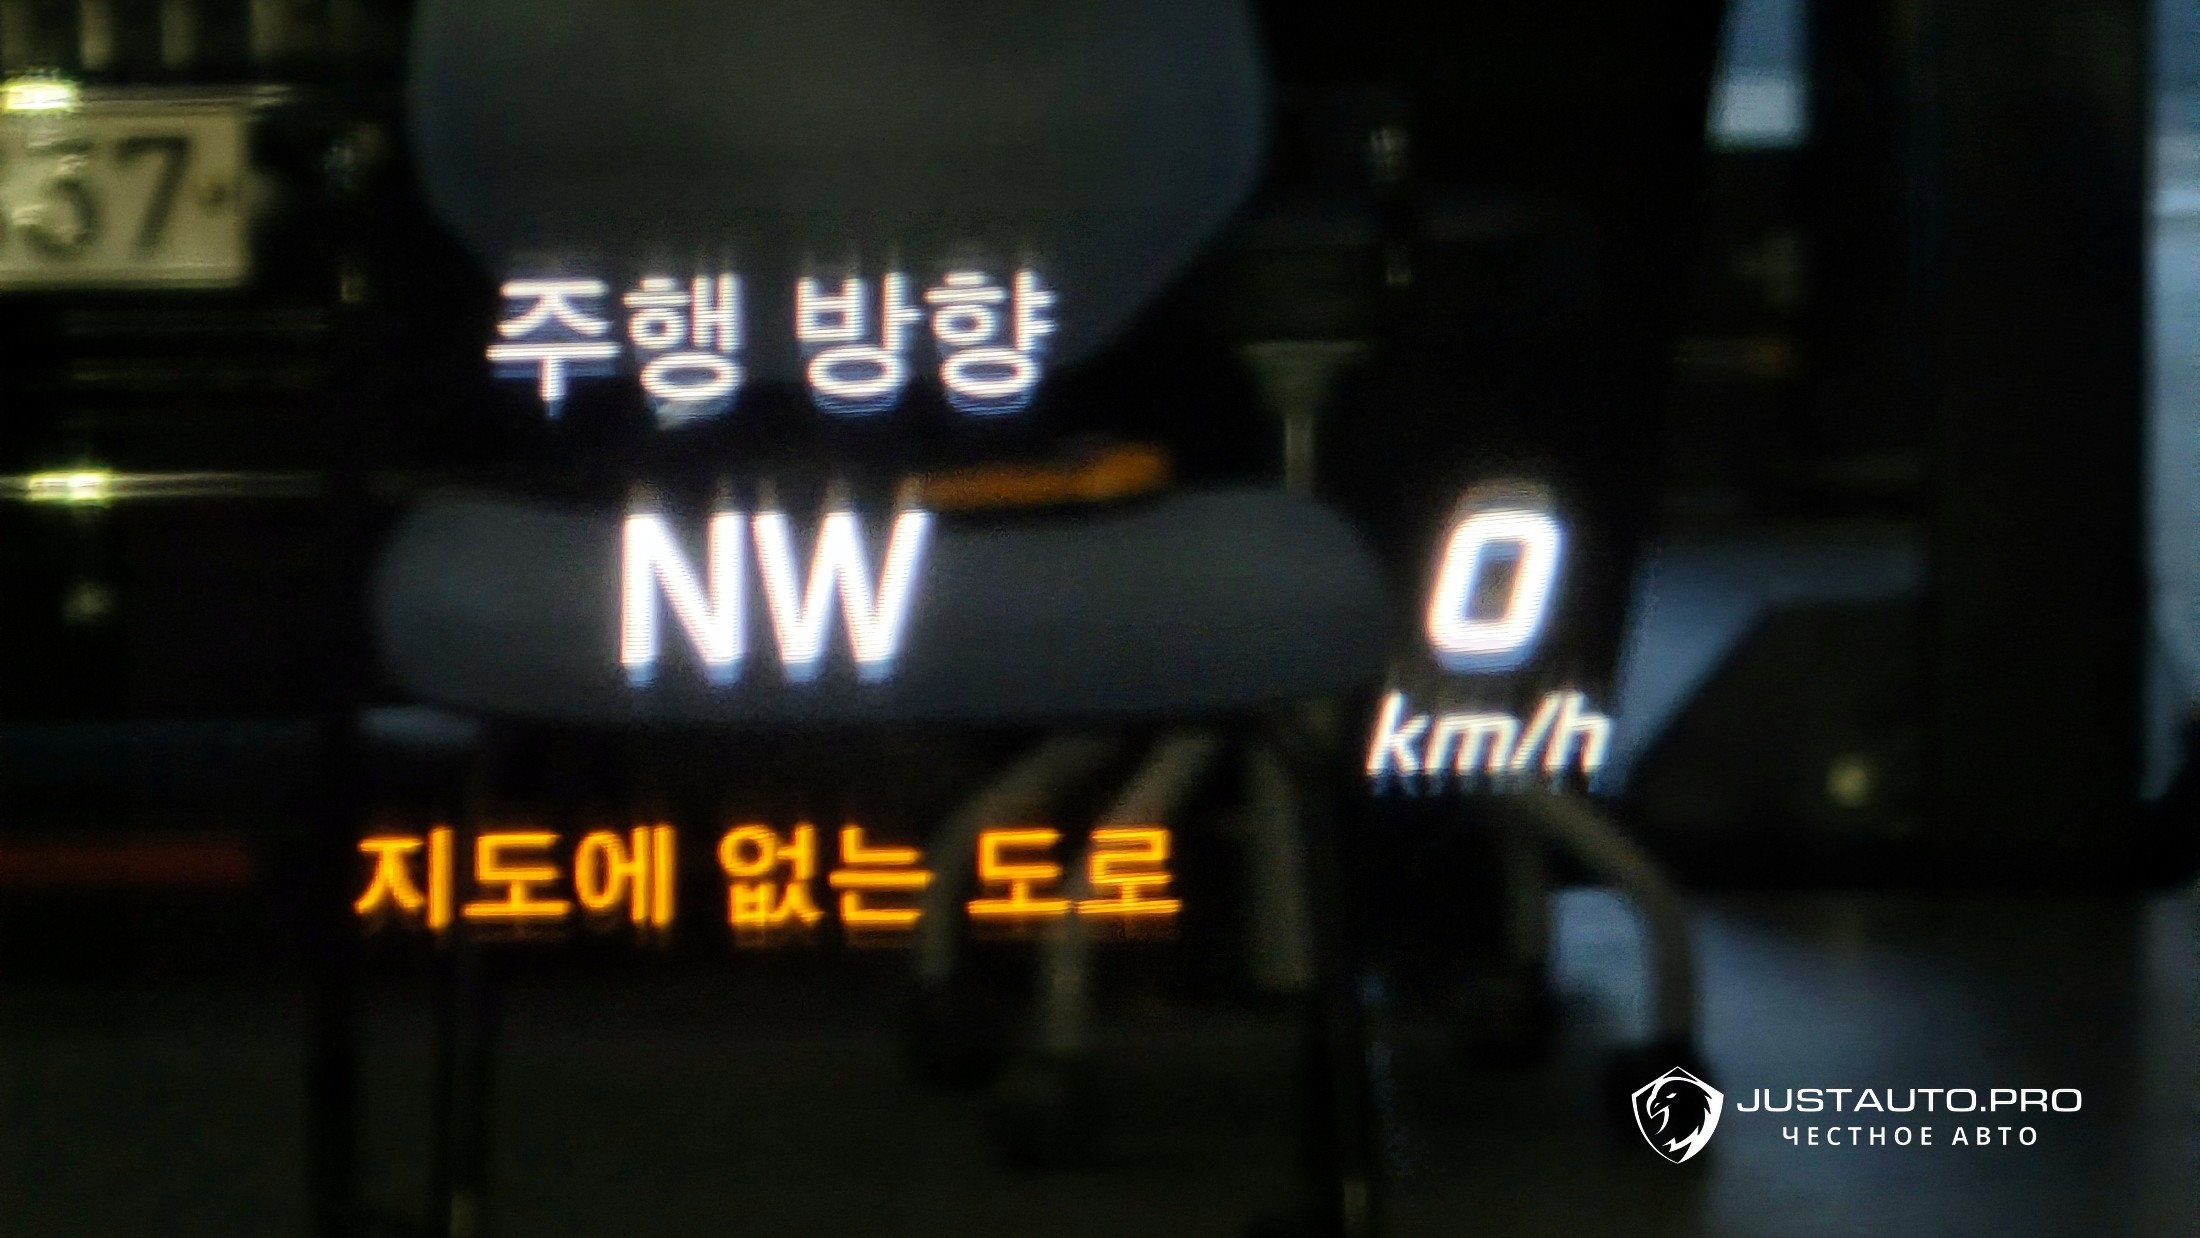 37
주행 방향
NW
0
km/h
지도에 없는 도로
JUSTAUTO.PRO
ЧЕСТНОЕ АВТО